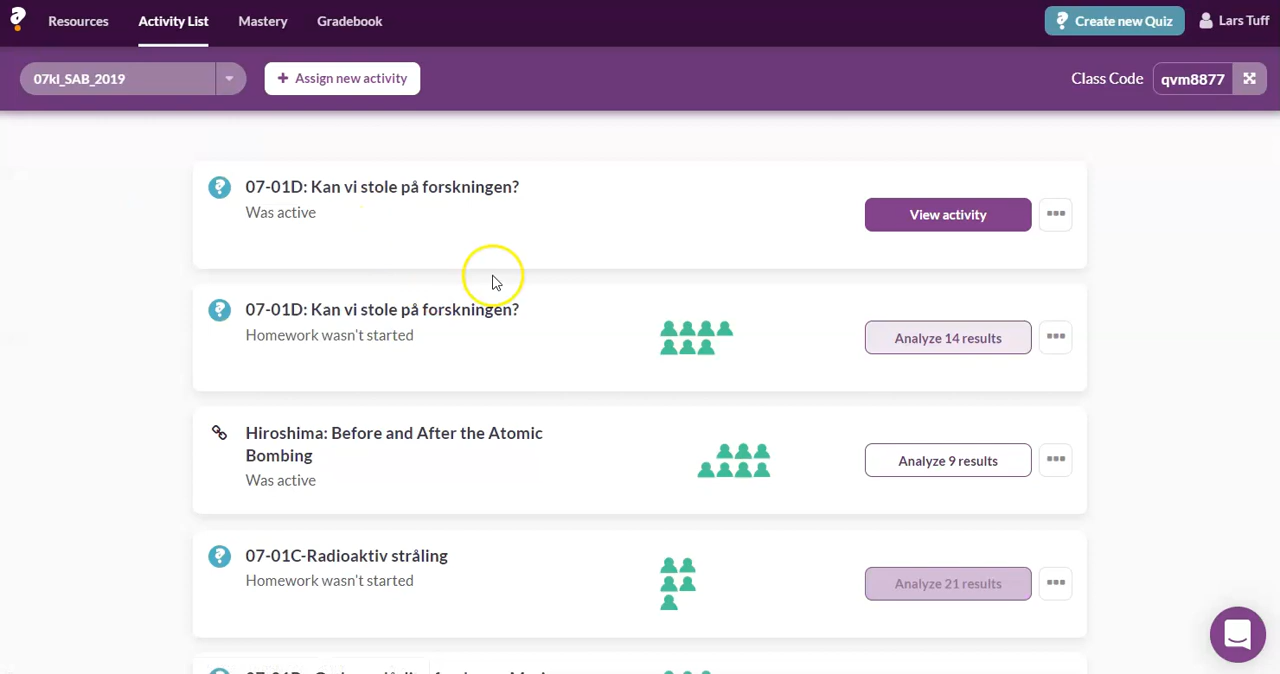 Resources Activity List Mastery Gradebook Create new Quiz Lars Tuff
07kl_SAB_2019 + Assign new activity Class Code qvm8877
07-01D: Kan vi stole på forskningen?
Was active
View activity
07-01D: Kan vi stole på forskningen?
Homework wasn't started
Analyze 14 results
Hiroshima: Before and After the Atomic
Bombing
Was active
Analyze 9 results
07-01C-Radioaktiv stråling
Homework wasn't started
Analyze 21 results